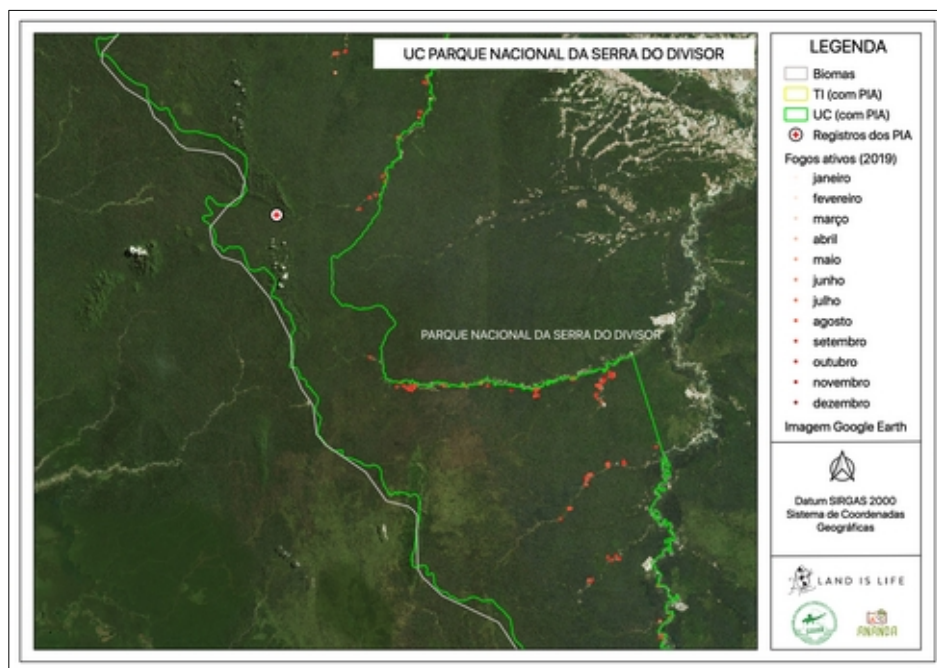 UC PARQUE NACIONAL DA SERRA DO DIVISOR
PARQUE NACIONAL DA SERRA DO DIVISOR
LEGENDA
Biomas
TI (com PIA)
UC (com PIA)
Registros dos PIA
Fogos ativos (2019)
janeiro
fevereiro
março
abril
maio
junho
julho
agosto
setembro
outubro
novembro
dezembro
Imagem Google Earth
Datum SIRGAS 2000
Sistema de Coordenadas
Geográficas
LAND IS LIFE
ANANDA